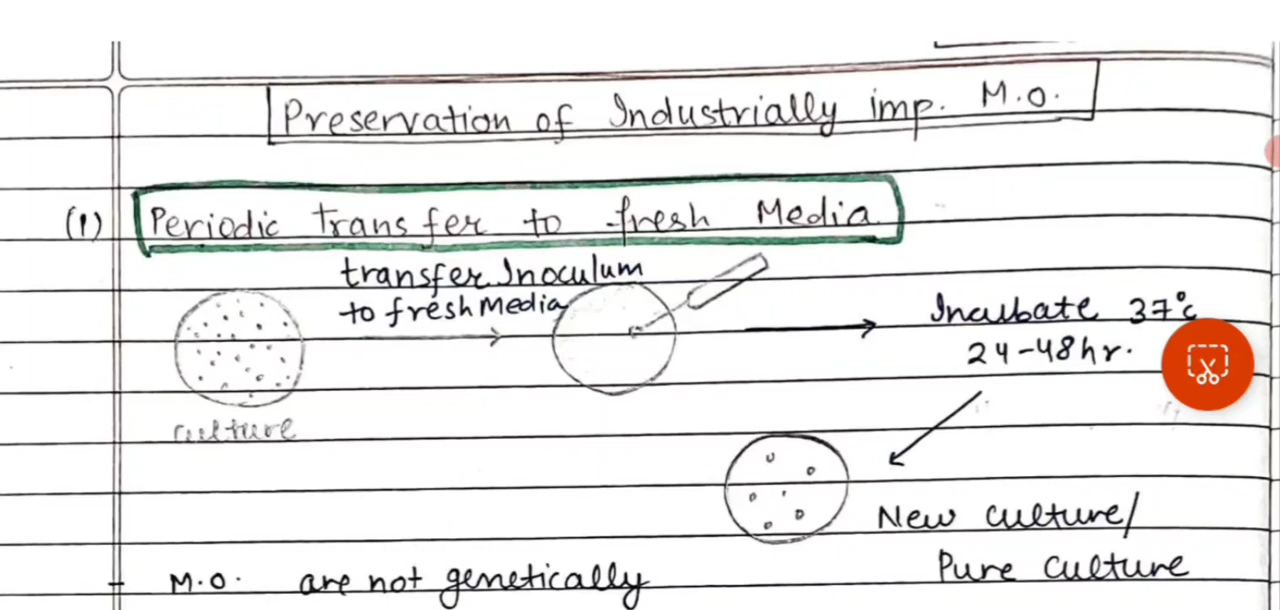 Preservation of Industrially imp. M.O.
(1) Periodic transfer to fresh Media
transfer Inoculum
to fresh Media
Incubate 37°c
24-48hr.
culture
New culture/
Pure culture
M.O. are not genetically